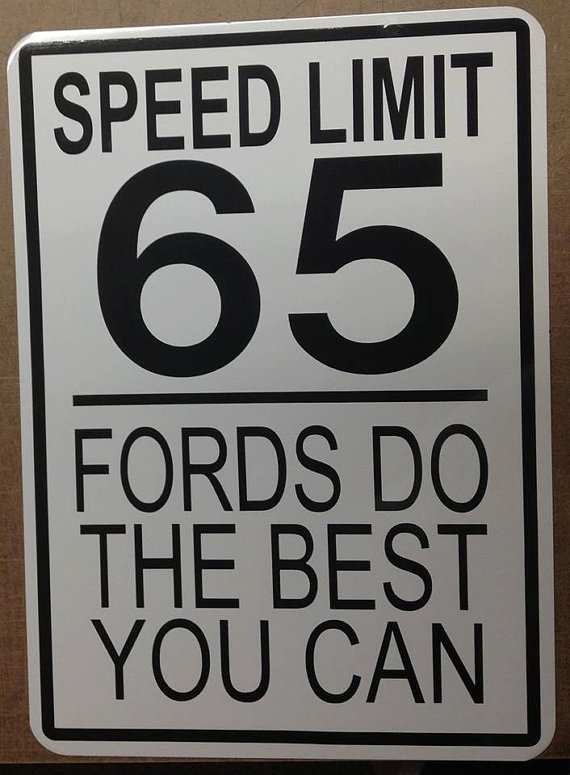 SPEED LIMIT
65
FORDS DO
THE BEST
YOU CAN